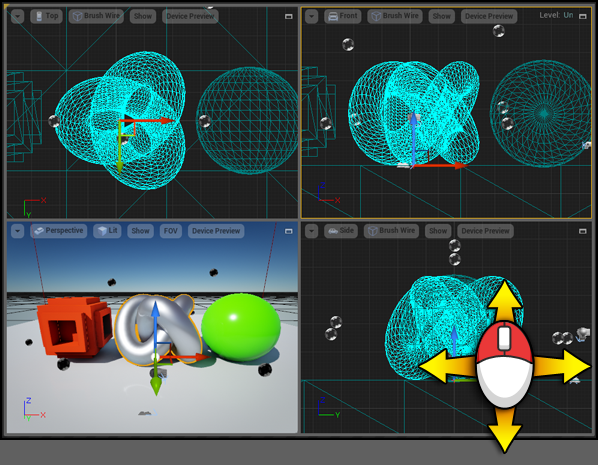 Top Brush Wire Show Device Preview
Front Brush Wire Show Device Preview Level: Un
X
Y
X
Perspective Lit Show FOV Device Preview
Side Brush Wire Show Device Preview
Z
X
Y